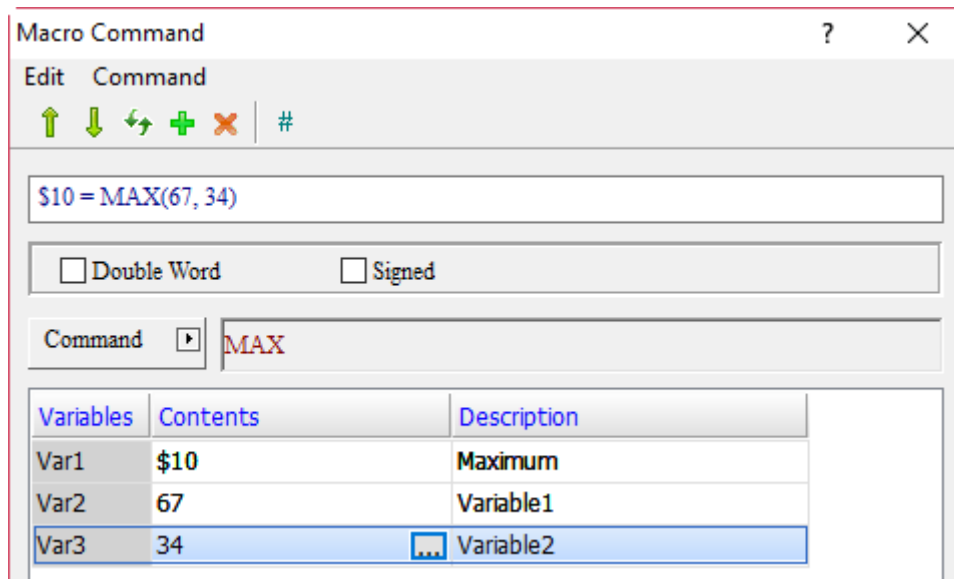 Macro Command ?
Edit Command
#
$10 = MAX(67, 34)
Double Word Signed
Command MAX
Variables Contents Description
Var1 $10 Maximum
Var2 67 Variable1
Var3 34 ... Variable2